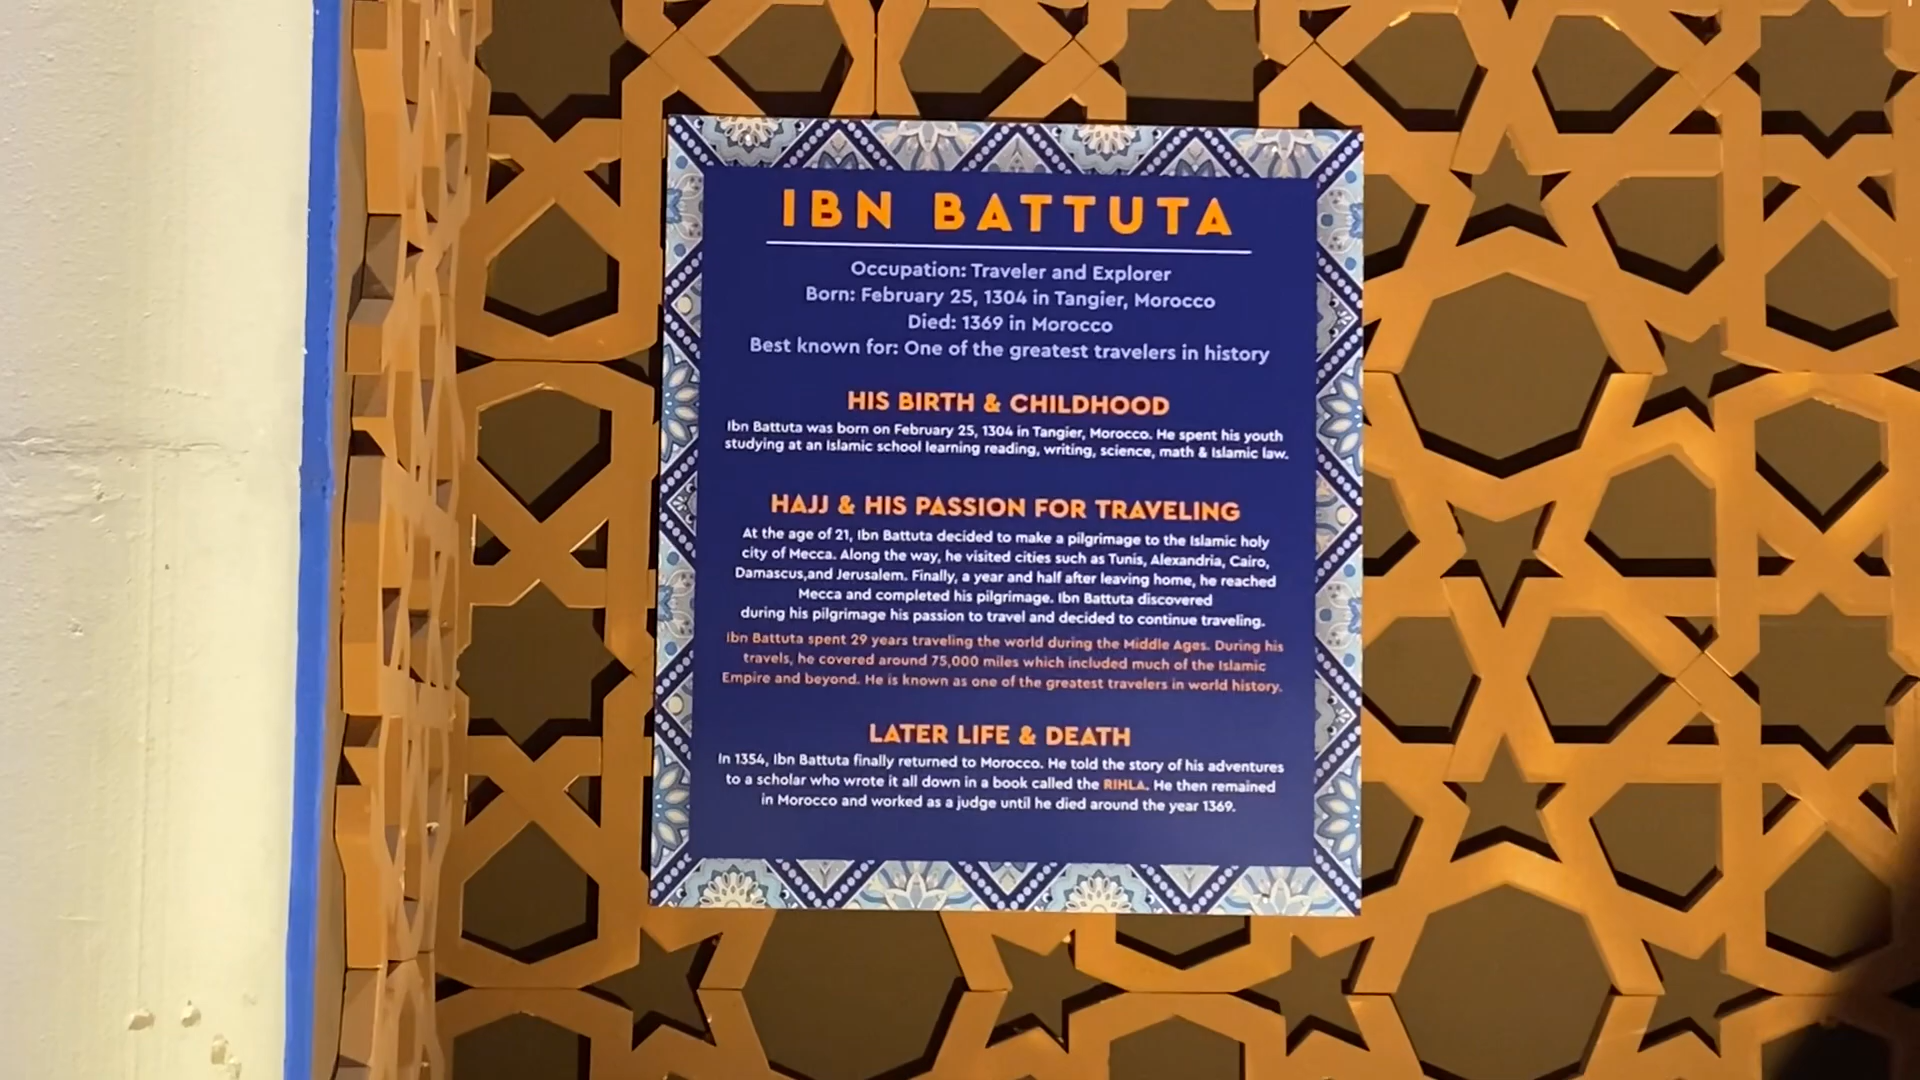 IBN BATTUTA
Occupation: Traveler and Explorer
Born: February 25, 1304 in Tangier, Morocco
Died: 1369 in Morocco
Best known for: One of the greatest travelers in history
HIS BIRTH & CHILDHOOD
Ibn Battuta was born on February 25, 1304 in Tangier, Morocco. He spent his youth
studying at an Islamic school learning reading, writing, science, math & Islamic law.
HAJJ & HIS PASSION FOR TRAVELING
At the age of 21, Ibn Battuta decided to make a pilgrimage to the Islamic holy
city of Mecca. Along the way, he visited cities such as Tunis, Alexandria, Cairo,
Damascus,and Jerusalem. Finally, a year and half after leaving home, he reached
Mecca and completed his pilgrimage. Ibn Battuta discovered
during his pilgrimage his passion to travel and decided to continue traveling.
Ibn Battuta spent 29 years traveling the world during the Middle Ages. During his
travels, he covered around 75,000 miles which included much of the Islamic
Empire and beyond. He is known as one of the greatest travelers in world history.
LATER LIFE & DEATH
In 1354, Ibn Battuta finally returned to Morocco. He told the story of his adventures
to a scholar who wrote it all down in a book called the RIHLA. He then remained
in Morocco and worked as a judge until he died around the year 1369.